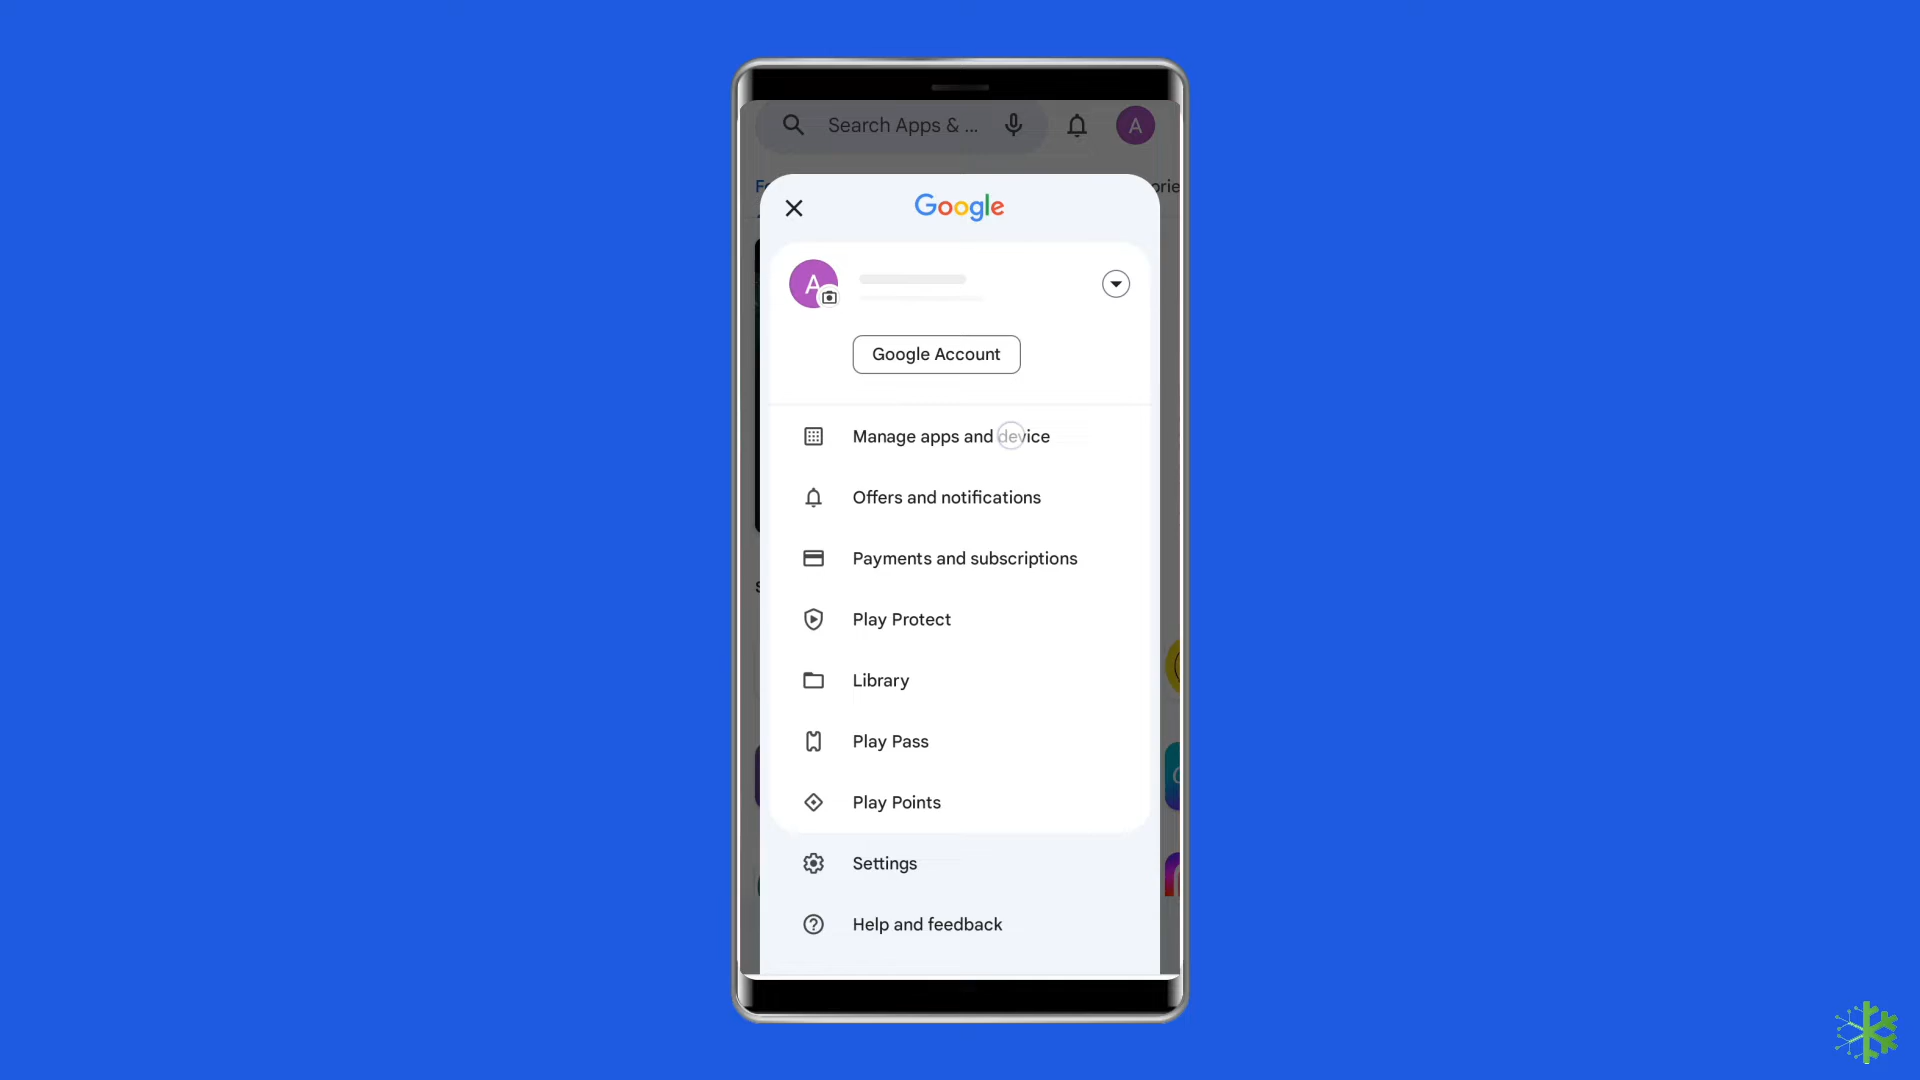 Search Apps & ...
A
Google
A
Google Account
Manage apps and device
Offers and notifications
Payments and subscriptions
Play Protect
Library
Play Pass
Play Points
Settings
Help and feedback